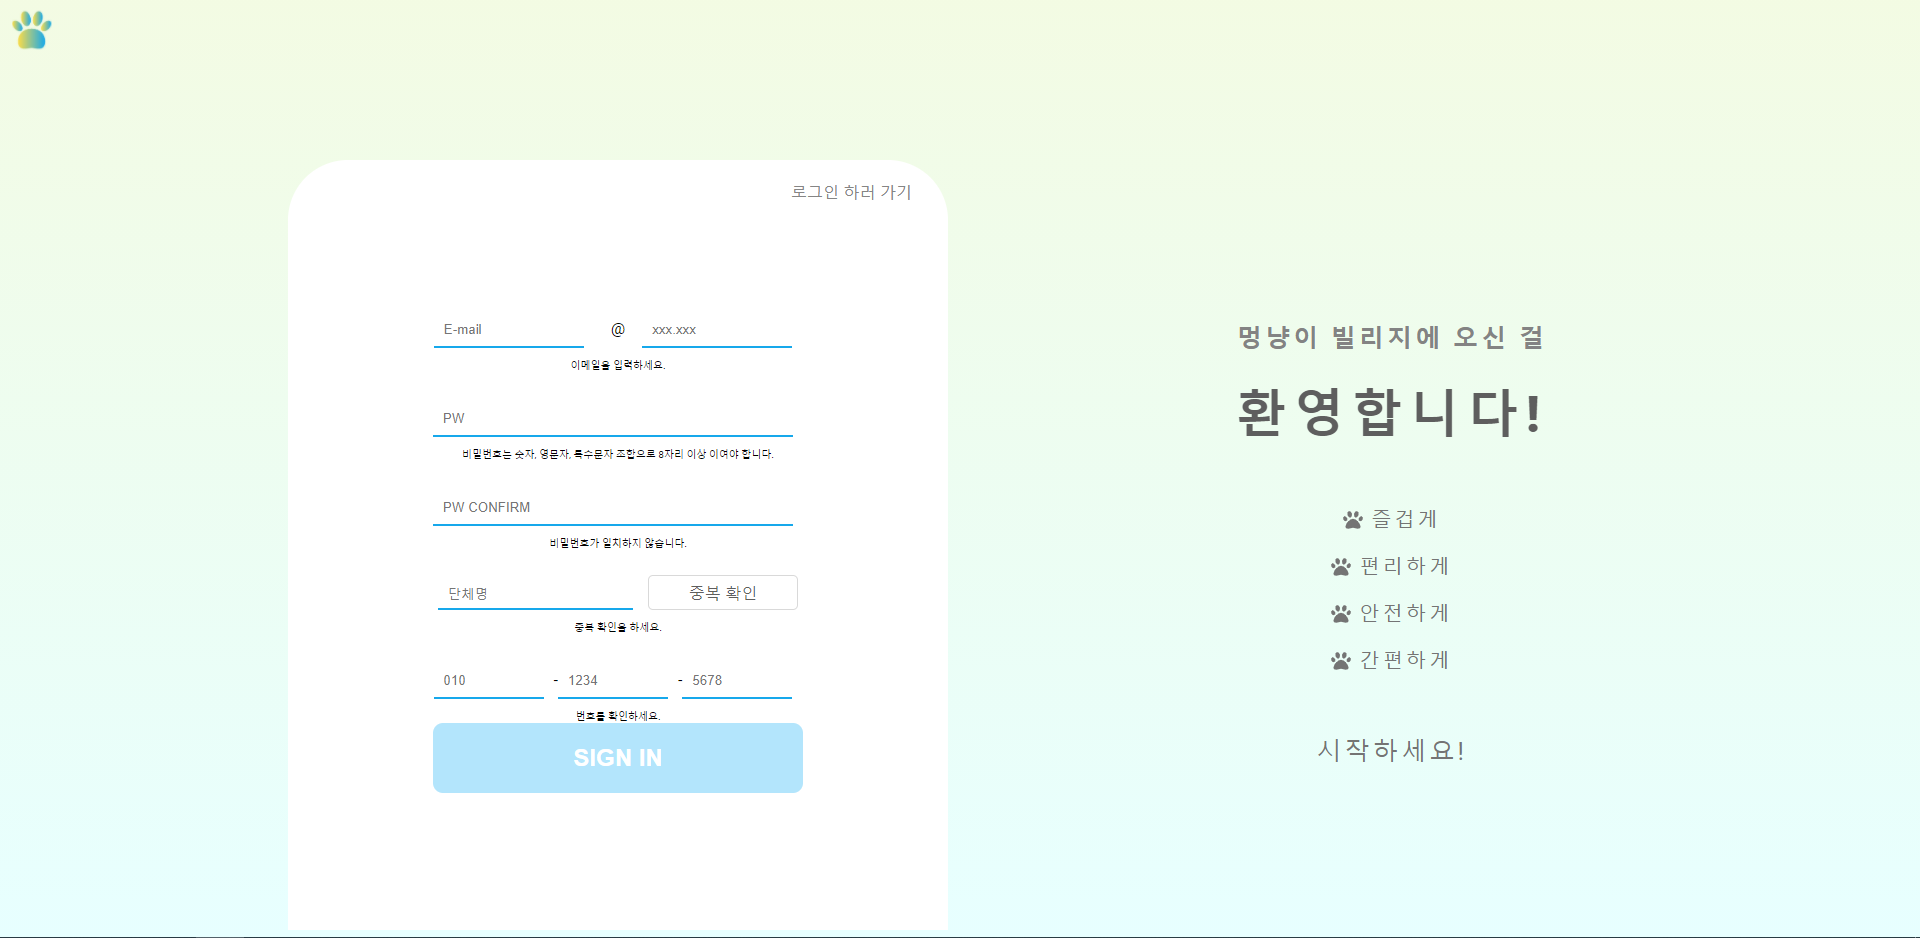 로그인 하러 가기
E-mail @ xxx.xxx
이메일을 입력하세요.
PW
비밀번호는 숫자, 영문자, 특수문자 조합으로 8자리 이상 이여야 합니다.
PW CONFIRM
비밀번호가 일치하지 않습니다.
단체명 중복 확인
중복 확인을 하세요.
010 - 1234 - 5678
번호를 확인하세요.
SIGN IN
멍냥이 빌리지에 오신 걸
환영합니다!
즐겁게
편리하게
안전하게
간편하게
시작하세요!